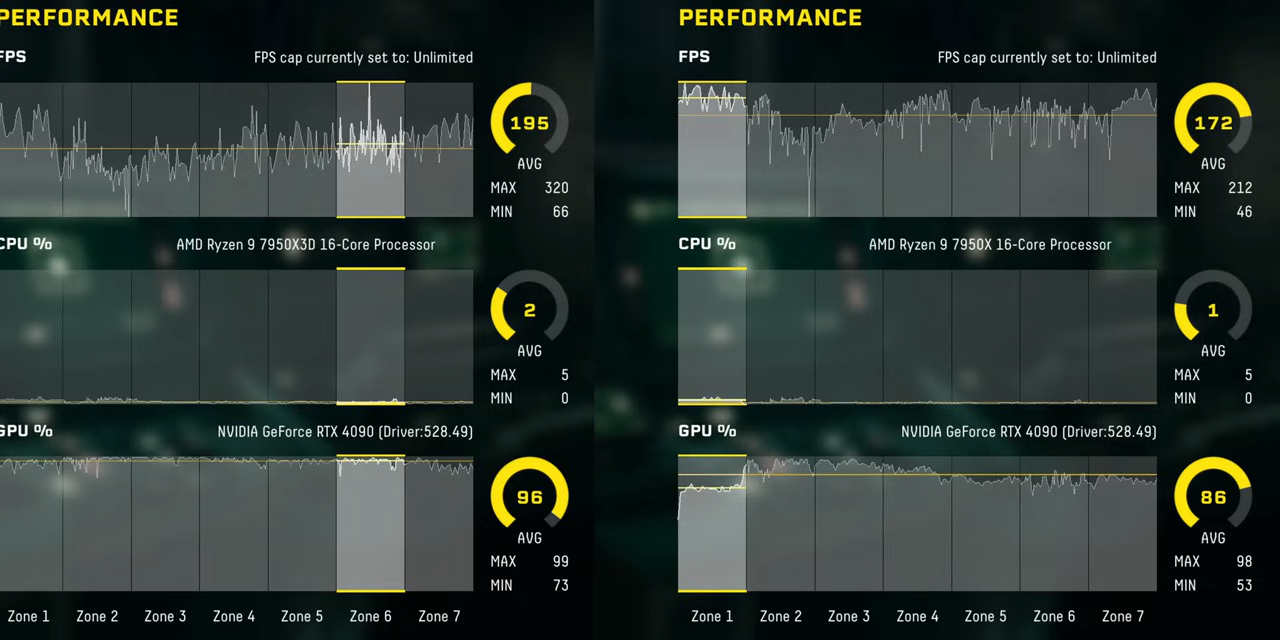 PERFORMANCE
FPS
FPS cap currently set to: Unlimited
195
AVG
MAX 320
MIN 66
CPU %
AMD Ryzen 9 7950X3D 16-Core Processor
2
AVG
MAX 5
MIN 0
GPU %
NVIDIA GeForce RTX 4090 (Driver:528.49)
96
AVG
MAX 99
MIN 73
Zone 1 Zone 2 Zone 3 Zone 4 Zone 5 Zone 6 Zone 7
PERFORMANCE
FPS
FPS cap currently set to: Unlimited
172
AVG
MAX 212
MIN 46
CPU %
AMD Ryzen 9 7950X 16-Core Processor
1
AVG
MAX 5
MIN 0
GPU %
NVIDIA GeForce RTX 4090 (Driver:528.49)
86
AVG
MAX 98
MIN 53
Zone 1 Zone 2 Zone 3 Zone 4 Zone 5 Zone 6 Zone 7